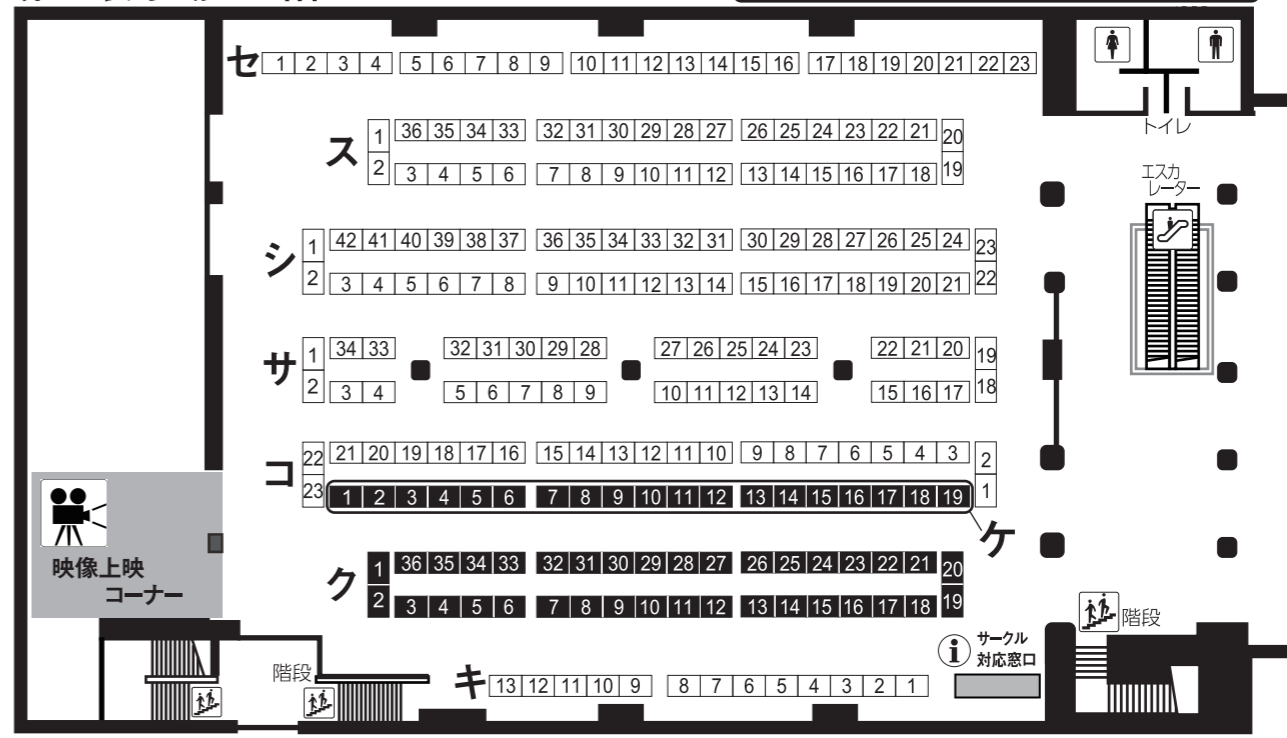 セ 1 2 3 4 5 6 7 8 9 10 11 12 13 14 15 16 17 18 19 20 21 22 23
トイレ
ス 1 36 35 34 33 32 31 30 29 28 27 26 25 24 23 22 21 20
2 3 4 5 6 7 8 9 10 11 12 13 14 15 16 17 18 19
エスカ
レーター
シ 1 42 41 40 39 38 37 36 35 34 33 32 31 30 29 28 27 26 25 24 23
2 3 4 5 6 7 8 9 10 11 12 13 14 15 16 17 18 19 20 21 22
サ 1 34 33 32 31 30 29 28 27 26 25 24 23 22 21 20 19
2 3 4 5 6 7 8 9 10 11 12 13 14 15 16 17 18
コ 22 21 20 19 18 17 16 15 14 13 12 11 10 9 8 7 6 5 4 3 2
23 1 2 3 4 5 6 7 8 9 10 11 12 13 14 15 16 17 18 19 1
ケ
映像上映
コーナー
ク 1 36 35 34 33 32 31 30 29 28 27 26 25 24 23 22 21 20
2 3 4 5 6 7 8 9 10 11 12 13 14 15 16 17 18 19
階段
i サークル
対応窓口
階段
キ 13 12 11 10 9 8 7 6 5 4 3 2 1